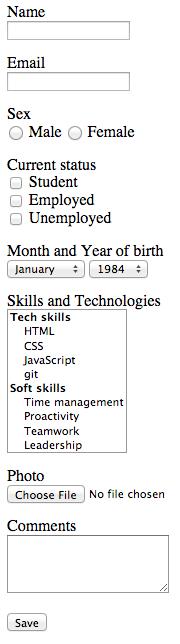 Name
Email
Sex
Male Female
Current status
Student
Employed
Unemployed
Month and Year of birth
January 1984
Skills and Technologies
Tech skills
HTML
CSS
JavaScript
git
Soft skills
Time management
Proactivity
Teamwork
Leadership
Photo
Choose File No file chosen
Comments
Save